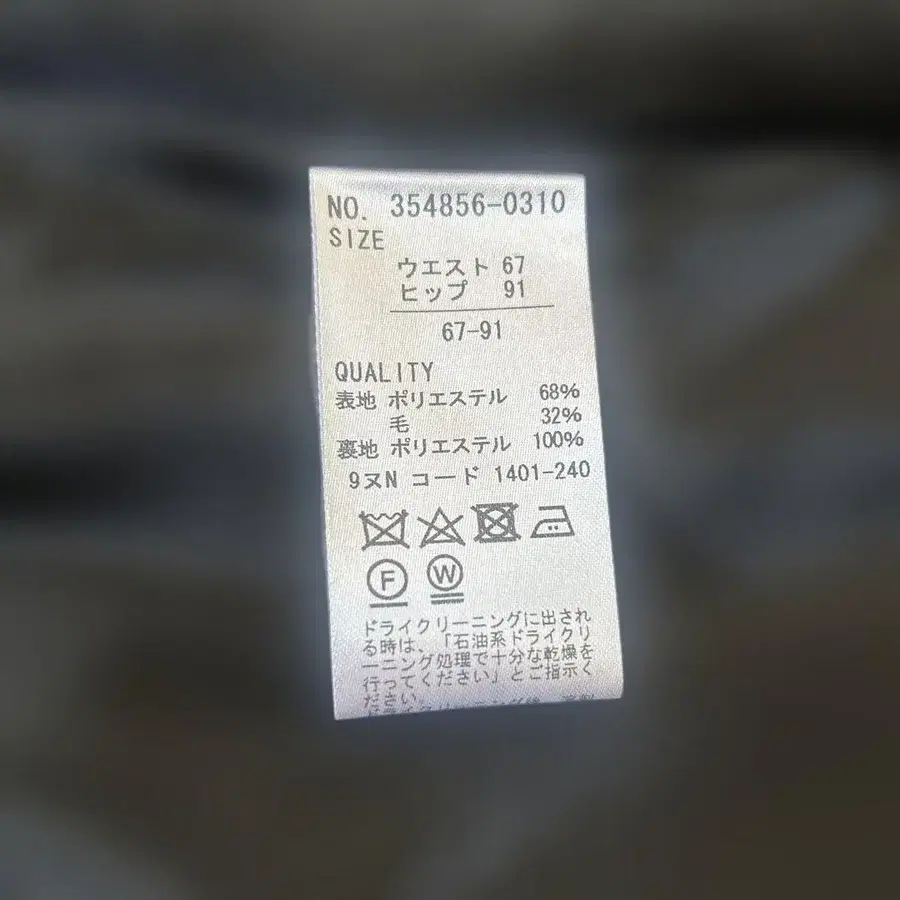 NO. 354856-0310
SIZE
ウエスト 67
ヒップ 91
67-91
QUALITY
表地 ポリエステル 68%
毛 32%
裏地 ポリエステル 100%
9ヌN コード 1401-240
F W
ドライクリーニングに出され
る時は、「石油系ドライクリ
ーニング処理で十分な乾燥を
行ってください」とご指示く
ださい。